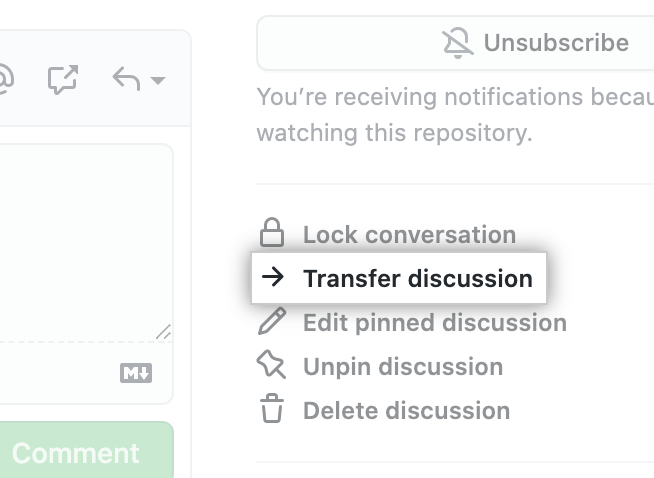 Unsubscribe
You’re receiving notifications becau
watching this repository.
Lock conversation
Transfer discussion
Edit pinned discussion
Unpin discussion
Delete discussion
M
Comment